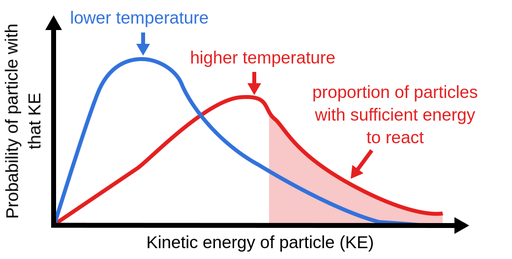 lower temperature
higher temperature
proportion of particles
with sufficient energy
to react
Probability of particle with
that KE
Kinetic energy of particle (KE)